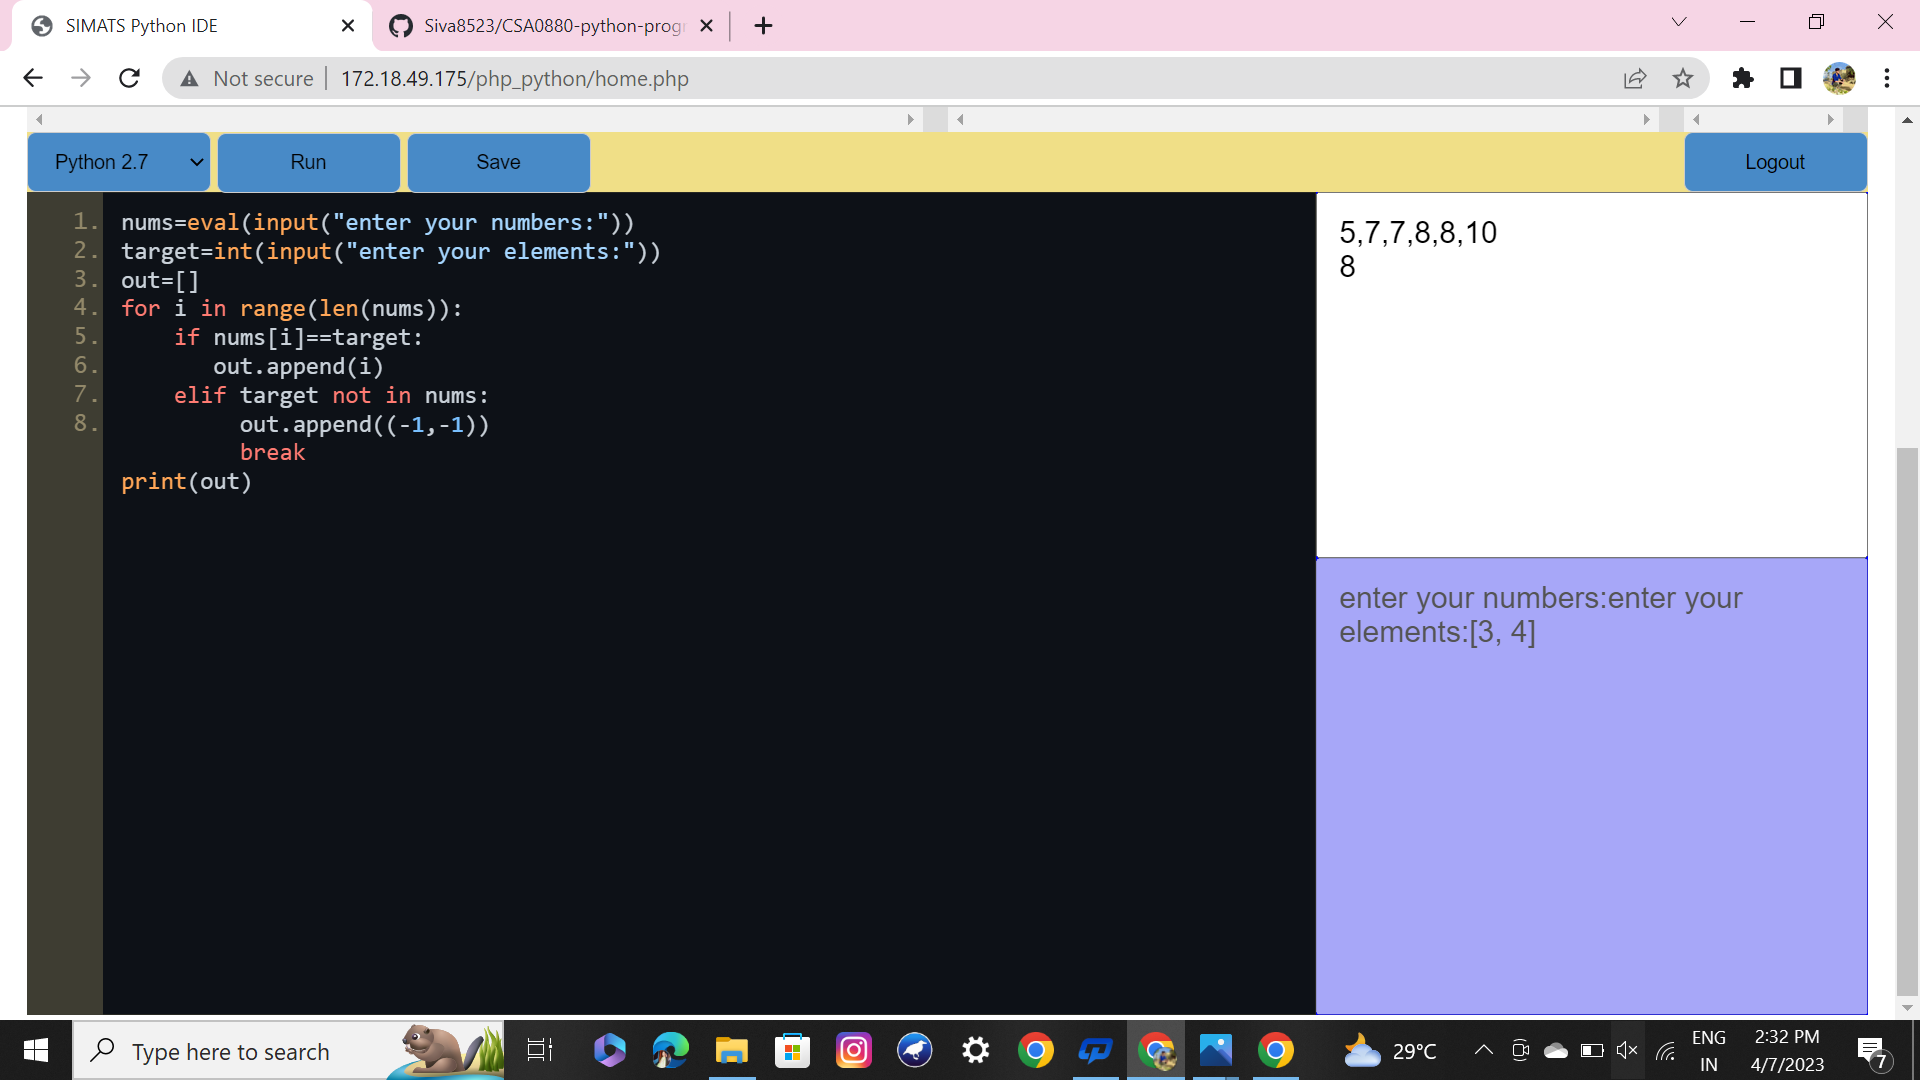 SIMATS Python IDE
Siva8523/CSA0880-python-progr
Not secure
172.18.49.175/php_python/home.php
Python 2.7
Run
Save
Logout
1. nums=eval(input("enter your numbers:"))
2. target=int(input("enter your elements:"))
3. out=[]
4. for i in range(len(nums)):
5.     if nums[i]==target:
6.        out.append(i)
7.     elif target not in nums:
8.          out.append((-1,-1))
         break
print(out)
5,7,7,8,8,10
8
enter your numbers:enter your
elements:[3, 4]
Type here to search
29°C
ENG
IN
2:32 PM
4/7/2023
7